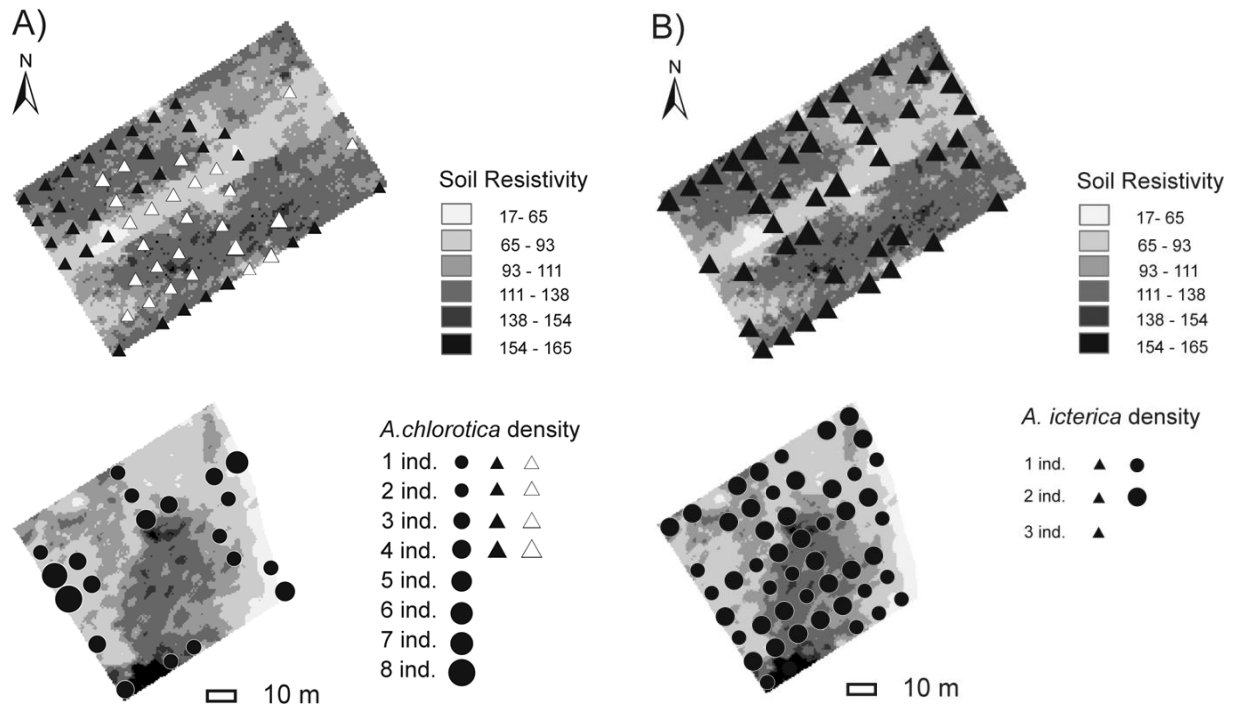 A)
N
Soil Resistivity
17- 65
65 - 93
93 - 111
111 - 138
138 - 154
154 - 165
B)
N
Soil Resistivity
17- 65
65 - 93
93 - 111
111 - 138
138 - 154
154 - 165
A.chlorotica density
1 ind.
2 ind.
3 ind.
4 ind.
5 ind.
6 ind.
7 ind.
8 ind.
10 m
A. icterica density
1 ind.
2 ind.
3 ind.
10 m